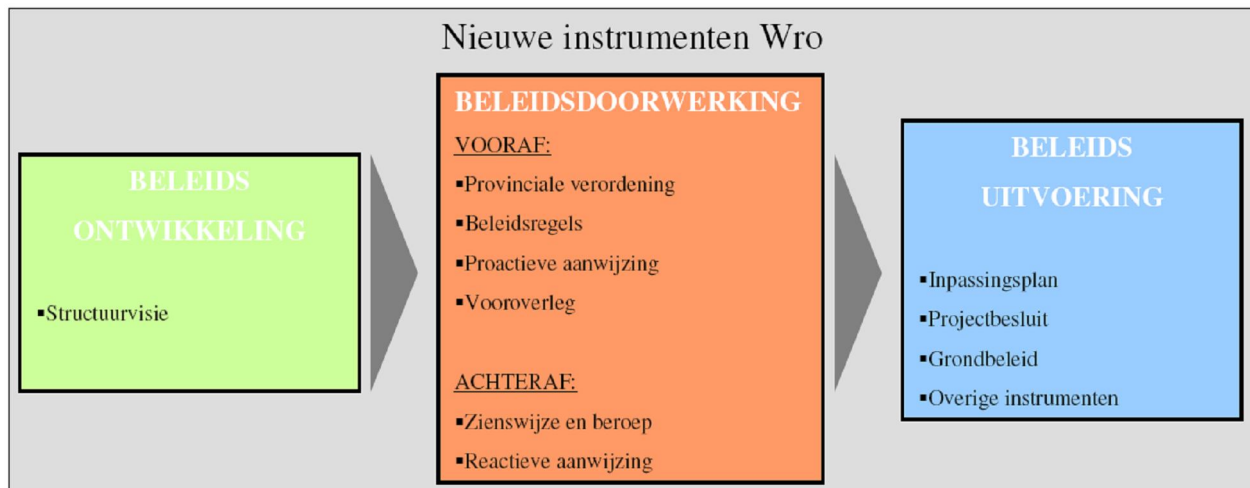 Nieuwe instrumenten Wro
BELEIDS
ONTWIKKELING
▪Structuurvisie
BELEIDSDOORWERKING
VOORAF:
▪Provinciale verordening
▪Beleidsregels
▪Proactieve aanwijzing
▪Vooroverleg
ACHTERAF:
▪Zienswijze en beroep
▪Reactieve aanwijzing
BELEIDS
UITVOERING
▪Inpassingsplan
▪Projectbesluit
▪Grondbeleid
▪Overige instrumenten